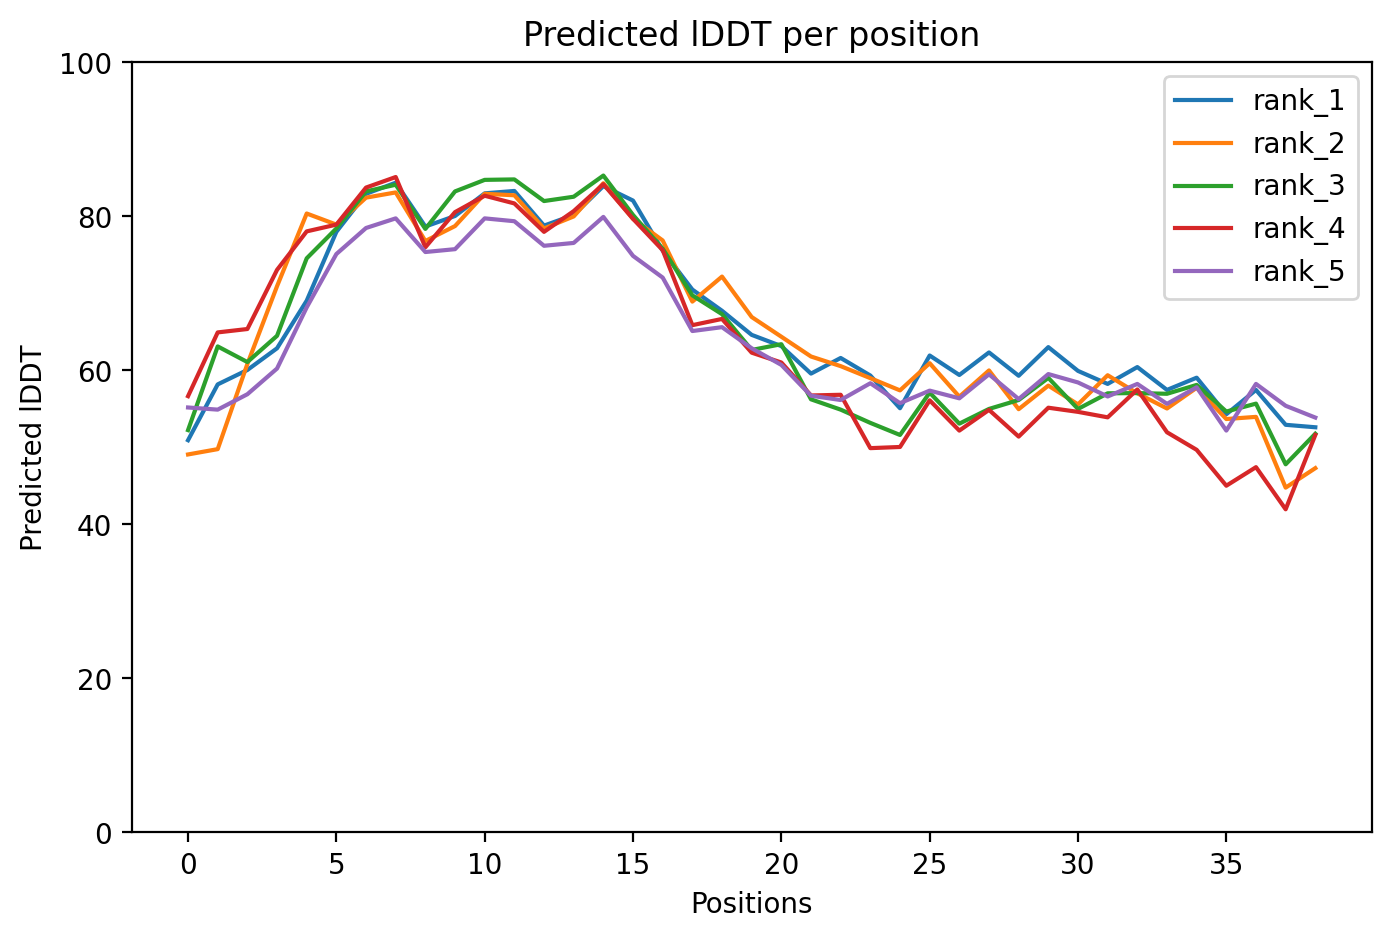 Predicted lDDT per position
100
80
60
40
20
0
Predicted lDDT
0 5 10 15 20 25 30 35
Positions
rank_1
rank_2
rank_3
rank_4
rank_5